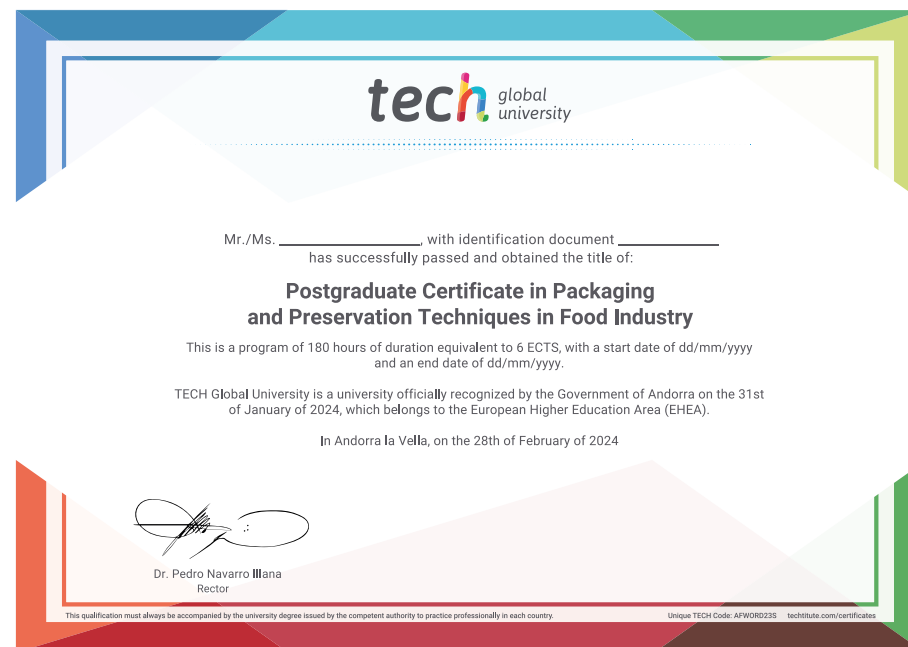 tech global
university
Mr./Ms. ____________, with identification document ____________
has successfully passed and obtained the title of:
Postgraduate Certificate in Packaging
and Preservation Techniques in Food Industry
This is a program of 180 hours of duration equivalent to 6 ECTS, with a start date of dd/mm/yyyy
and an end date of dd/mm/yyyy.
TECH Global University is a university officially recognized by the Government of Andorra on the 31st
of January of 2024, which belongs to the European Higher Education Area (EHEA).
In Andorra la Vella, on the 28th of February of 2024
Dr. Pedro Navarro Illana
Rector
This qualification must always be accompanied by the university degree issued by the competent authority to practice professionally in each country.
Unique TECH Code: AFWORD23S techtitute.com/certificates